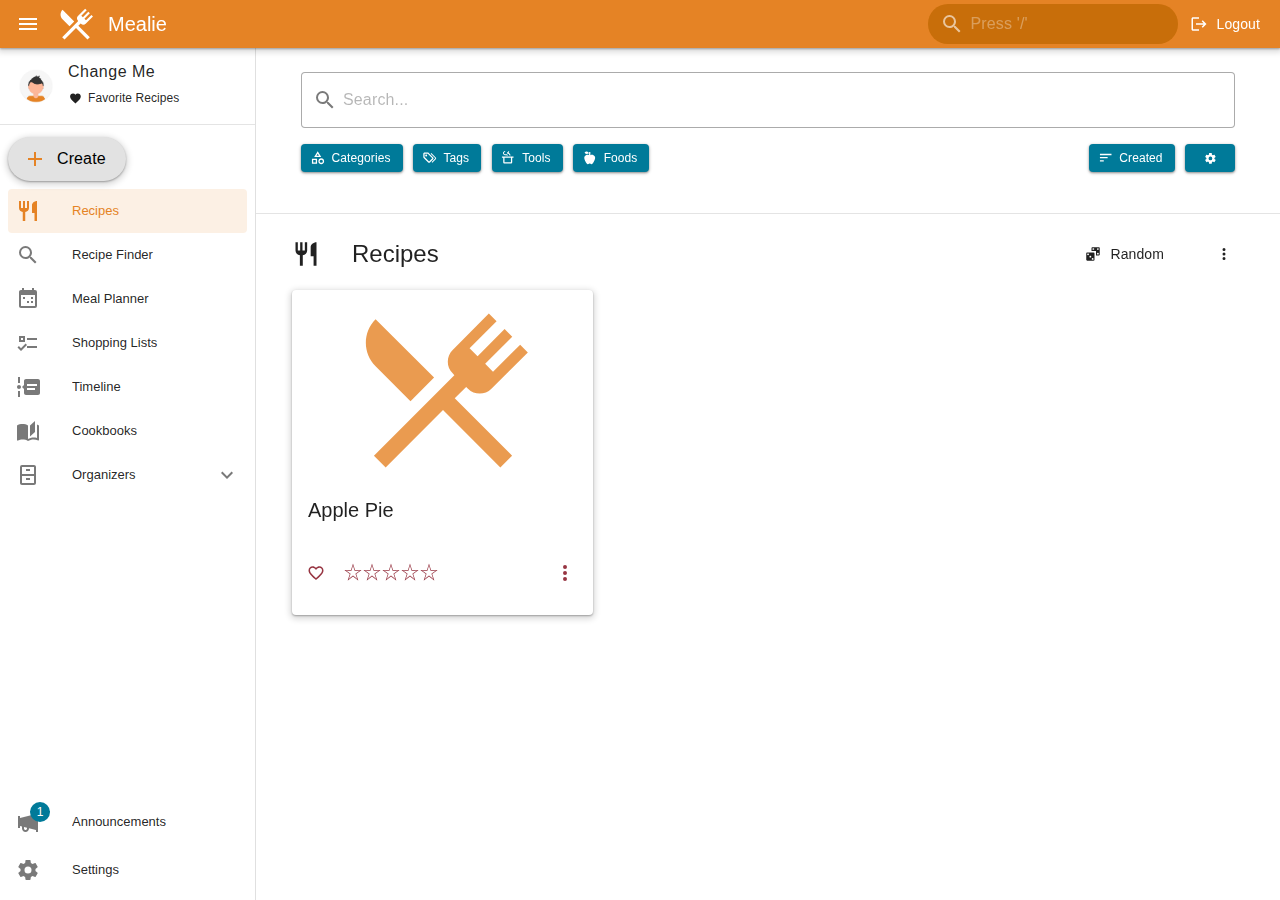 Mealie
Press '/'
Logout
Change Me
Favorite Recipes
Create
Recipes
Recipe Finder
Meal Planner
Shopping Lists
Timeline
Cookbooks
Organizers
1
Announcements
Settings
Search...
Categories
Tags
Tools
Foods
Created
Recipes
Random
Apple Pie